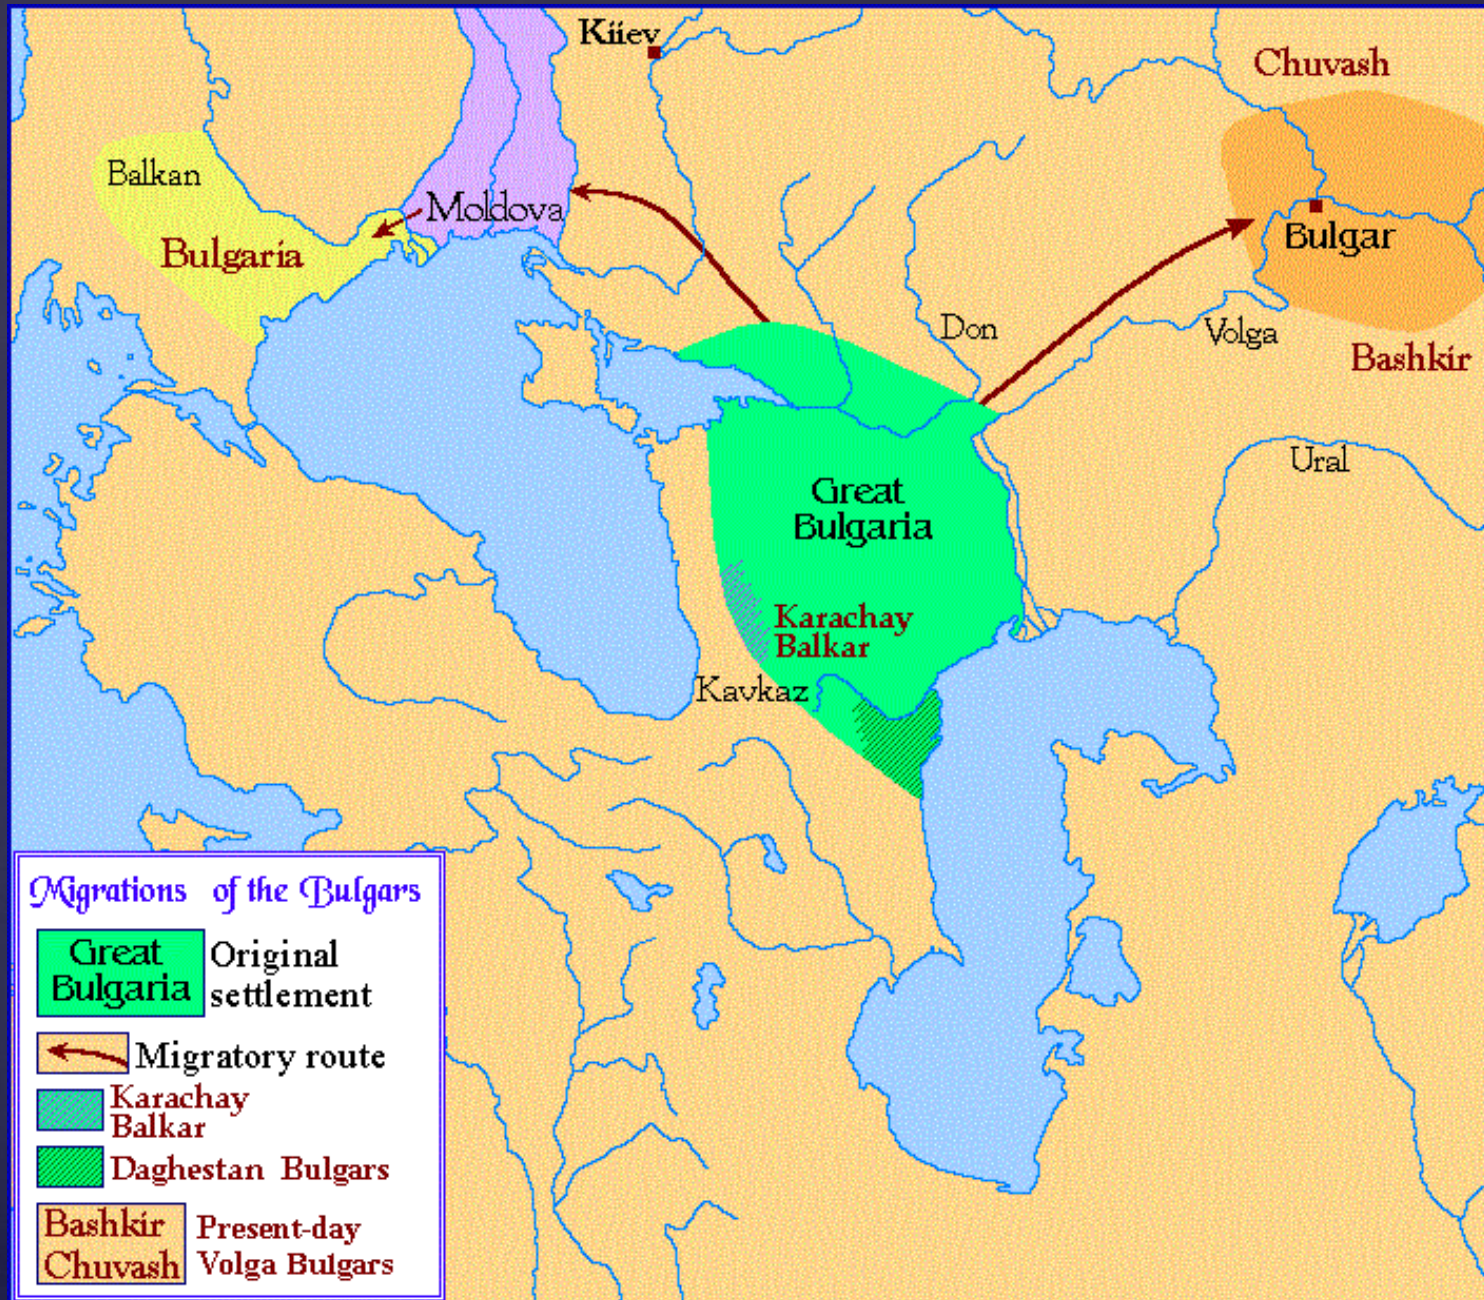 Kiiev
Chuvash
Balkan
Moldova
Bulgaria
Bulgar
Don
Volga
Bashkir
Ural
Great
Bulgaria
Karachay
Balkar
Kavkaz
Migrations of the Bulgars
Great
Bulgaria
Original
settlement
Migratory route
Karachay
Balkar
Daghestan Bulgars
Bashkir
Chuvash
Present-day
Volga Bulgars